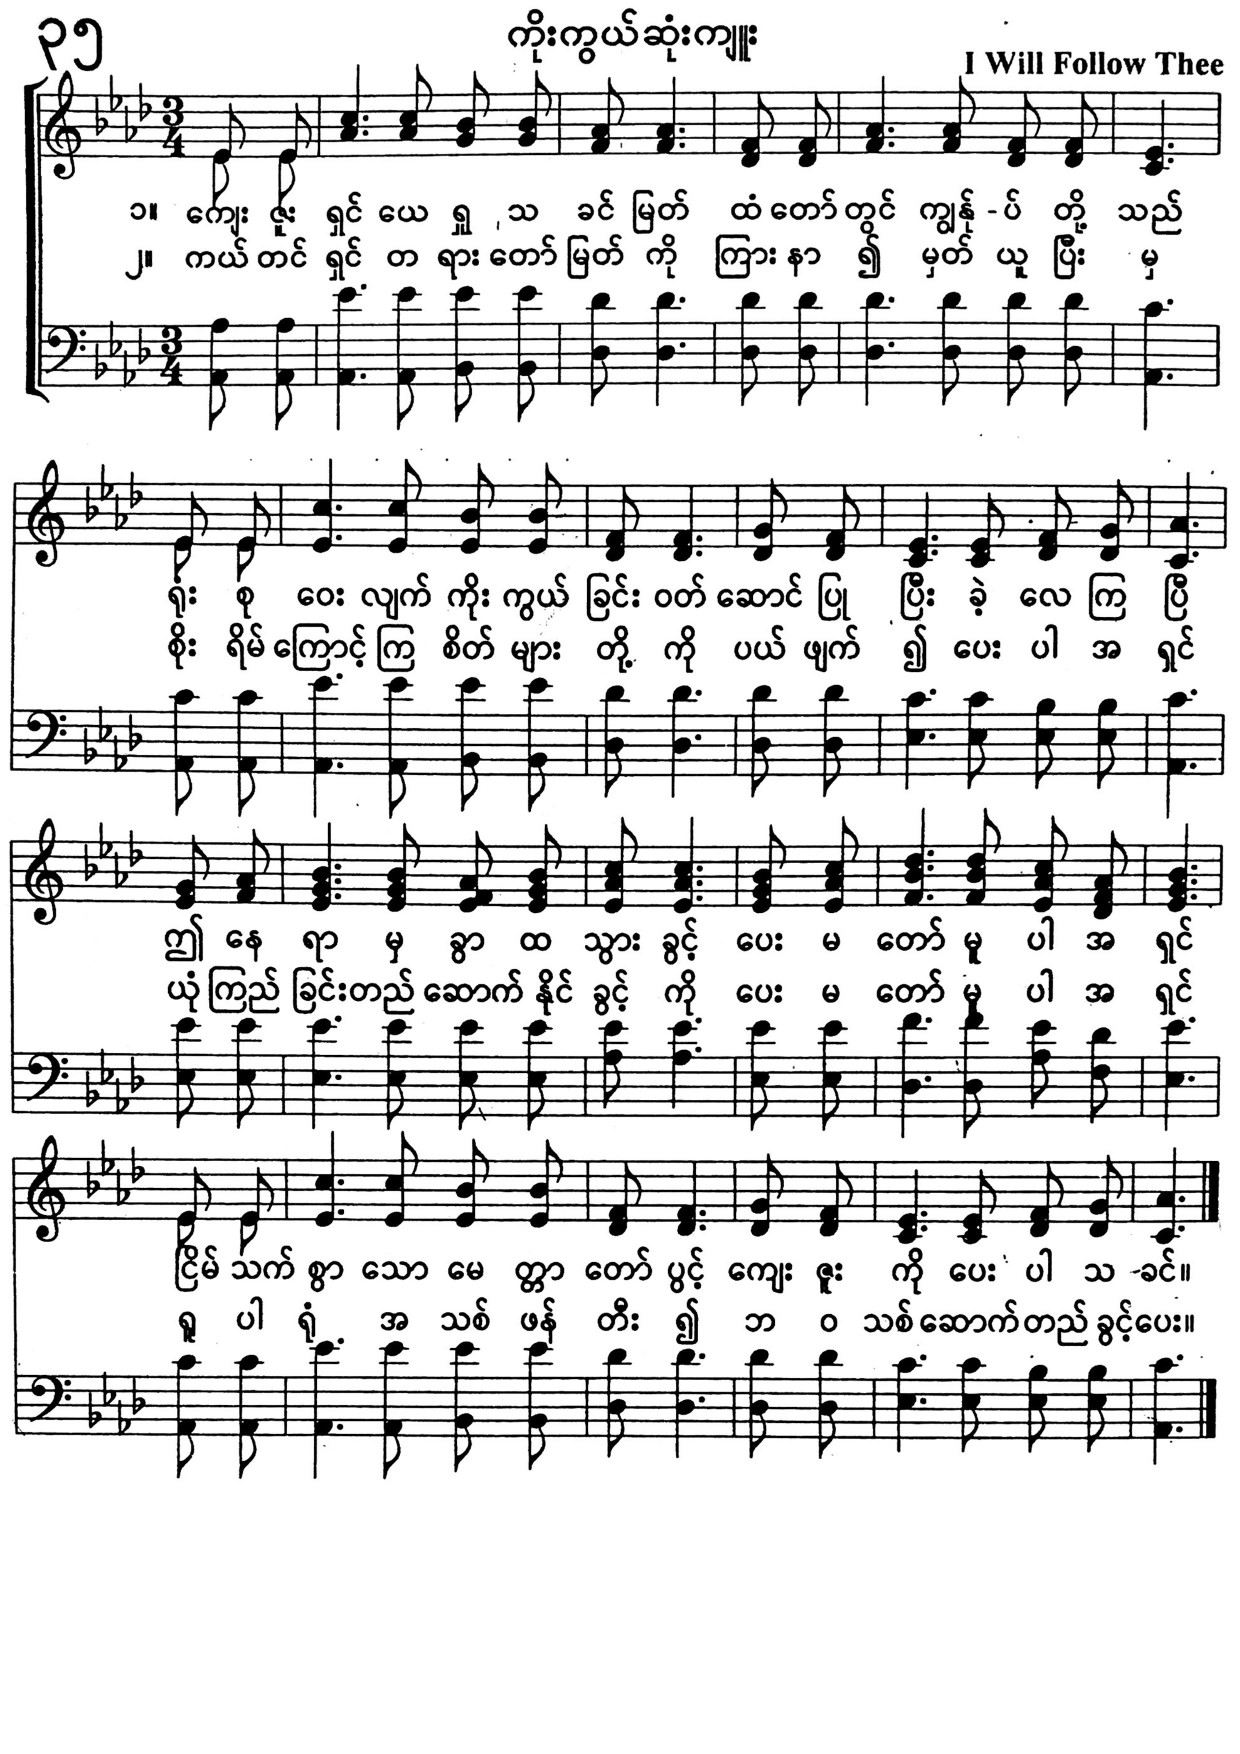 ၃၅
ကိုးကွယ်ဆုံးကျူး
I Will Follow Thee
၁။ ကျေး ဇူး ရှင် ယေ ရှု သ ခင် မြတ် ထံ တော် တွင် ကျွန် - ပ် တို့ သည်
၂။ ကယ် တင် ရှင် တ ရား တော် မြတ် ကို ကြား နာ ၍ မှတ် ယူ ပြီး မှ
ရုံး စု ဝေး လျက် ကိုး ကွယ် ခြင်း ဝတ် ဆောင် ပြု ပြီး ခဲ့ လေ ကြ ပြီ
စိုး ရိမ် ကြောင့် ကြ စိတ် များ တို့ ကို ပယ် ဖျက် ၍ ပေး ပါ အ ရှင်
ဤ နေ ရာ မှ ခွာ ထ သွား ခွင့် ပေး မ တော် မူ ပါ အ ရှင်
ယုံ ကြည် ခြင်း တည် ဆောက် နိုင် ခွင့် ကို ပေး မ တော် မူ ပါ အ ရှင်
ငြိမ် သက် စွာ သော မေ တ္တာ တော် ပွင့် ကျေး ဇူး ကို ပေး ပါ သ -ခင်။
ရူ ပါ ရုံ အ သစ် ဖန် တီး ၍ ဘ ဝ သစ် ဆောက် တည် ခွင့် ပေး။